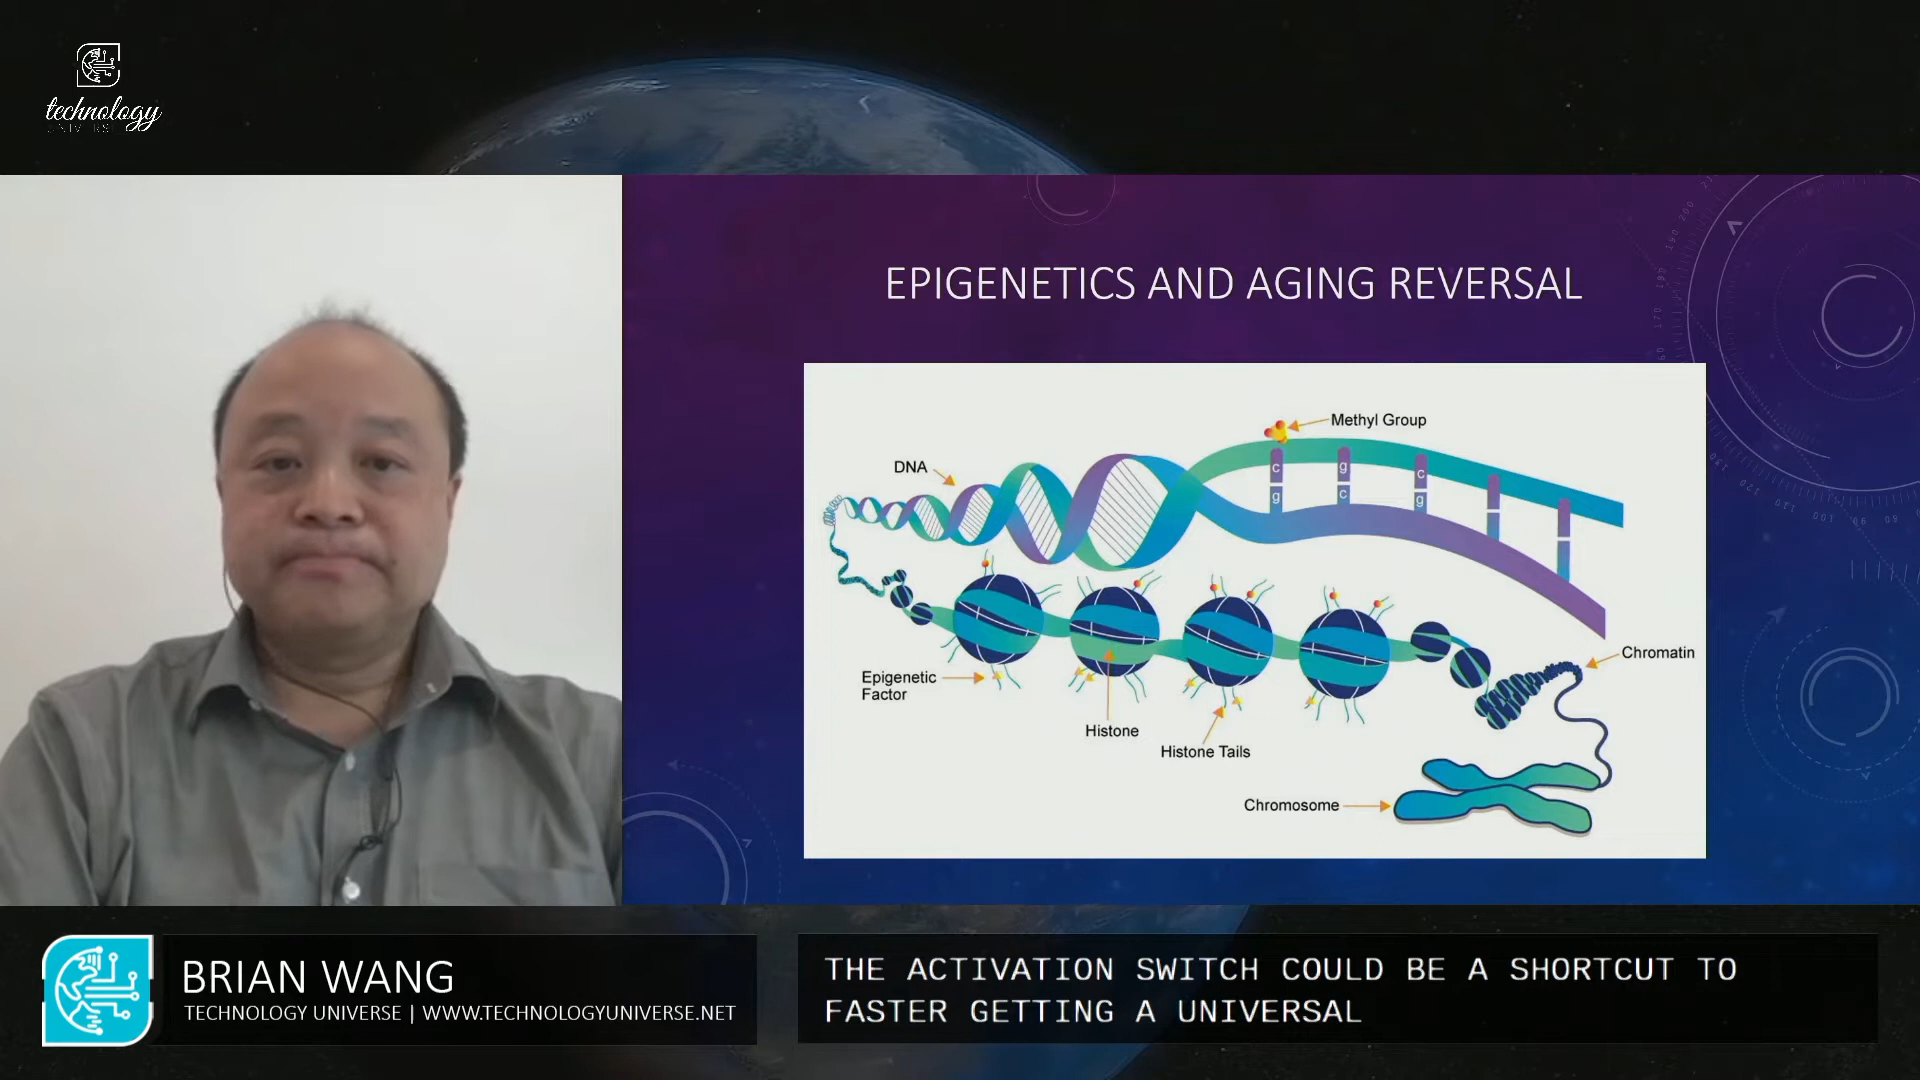 technology
UNIVERSE
EPIGENETICS AND AGING REVERSAL
Methyl Group
DNA
c
g
c
g
c
g
Chromatin
Epigenetic
Factor
Histone
Histone Tails
Chromosome
BRIAN WANG
TECHNOLOGY UNIVERSE | WWW.TECHNOLOGYUNIVERSE.NET
THE ACTIVATION SWITCH COULD BE A SHORTCUT TO
FASTER GETTING A UNIVERSAL